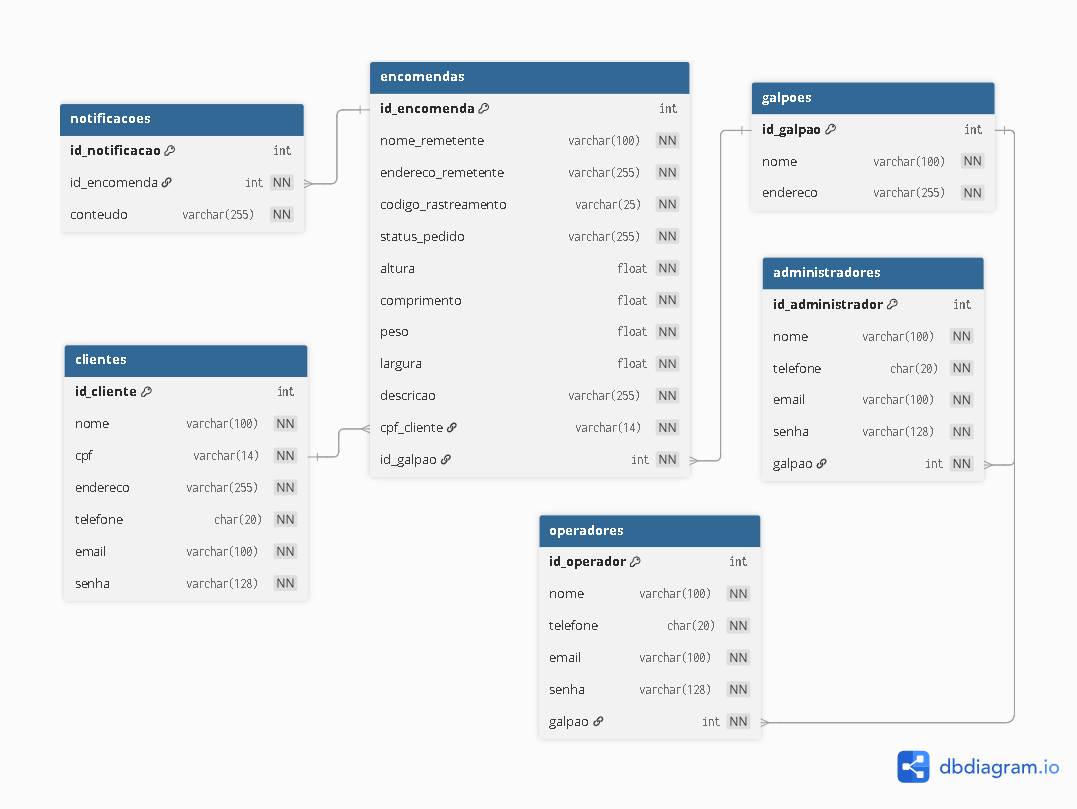 notificacoes
id_notificacao int
id_encomenda int NN
conteudo varchar(255) NN
encomendas
id_encomenda int
nome_remetente varchar(100) NN
endereco_remetente varchar(255) NN
codigo_rastreamento varchar(25) NN
status_pedido varchar(255) NN
altura float NN
comprimento float NN
peso float NN
largura float NN
descricao varchar(255) NN
cpf_cliente varchar(14) NN
id_galpao int NN
galpoes
id_galpao int
nome varchar(100) NN
endereco varchar(255) NN
administradores
id_administrador int
nome varchar(100) NN
telefone char(20) NN
email varchar(100) NN
senha varchar(128) NN
galpao int NN
clientes
id_cliente int
nome varchar(100) NN
cpf varchar(14) NN
endereco varchar(255) NN
telefone char(20) NN
email varchar(100) NN
senha varchar(128) NN
operadores
id_operador int
nome varchar(100) NN
telefone char(20) NN
email varchar(100) NN
senha varchar(128) NN
galpao int NN
dbdiagram.io